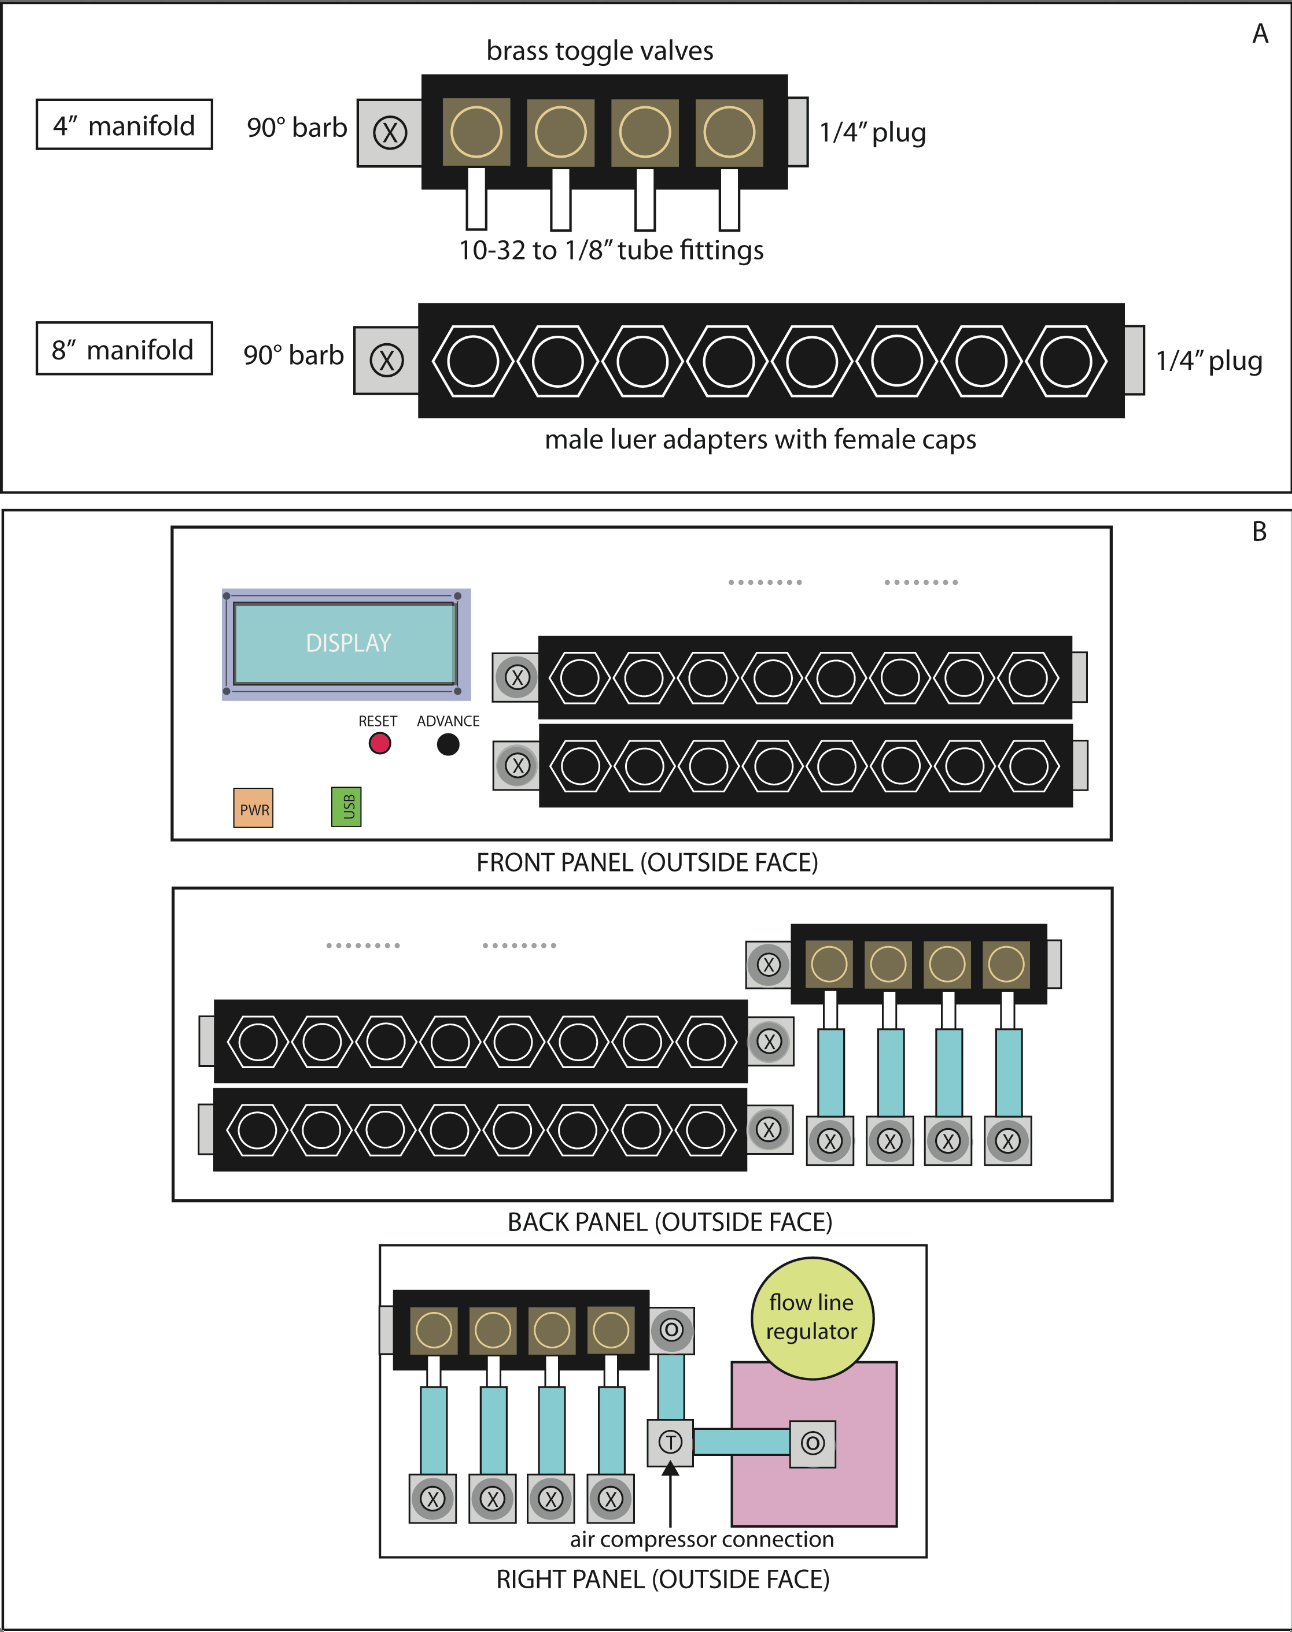 A
brass toggle valves
4” manifold
90° barb
X
1/4” plug
10-32 to 1/8” tube fittings
8” manifold
90° barb
X
1/4” plug
male luer adapters with female caps
B
DISPLAY
X
RESET
ADVANCE
X
PWR
USB
FRONT PANEL (OUTSIDE FACE)
X
X
X
X X X X
BACK PANEL (OUTSIDE FACE)
flow line
regulator
O
T
O
X X X X
air compressor connection
RIGHT PANEL (OUTSIDE FACE)